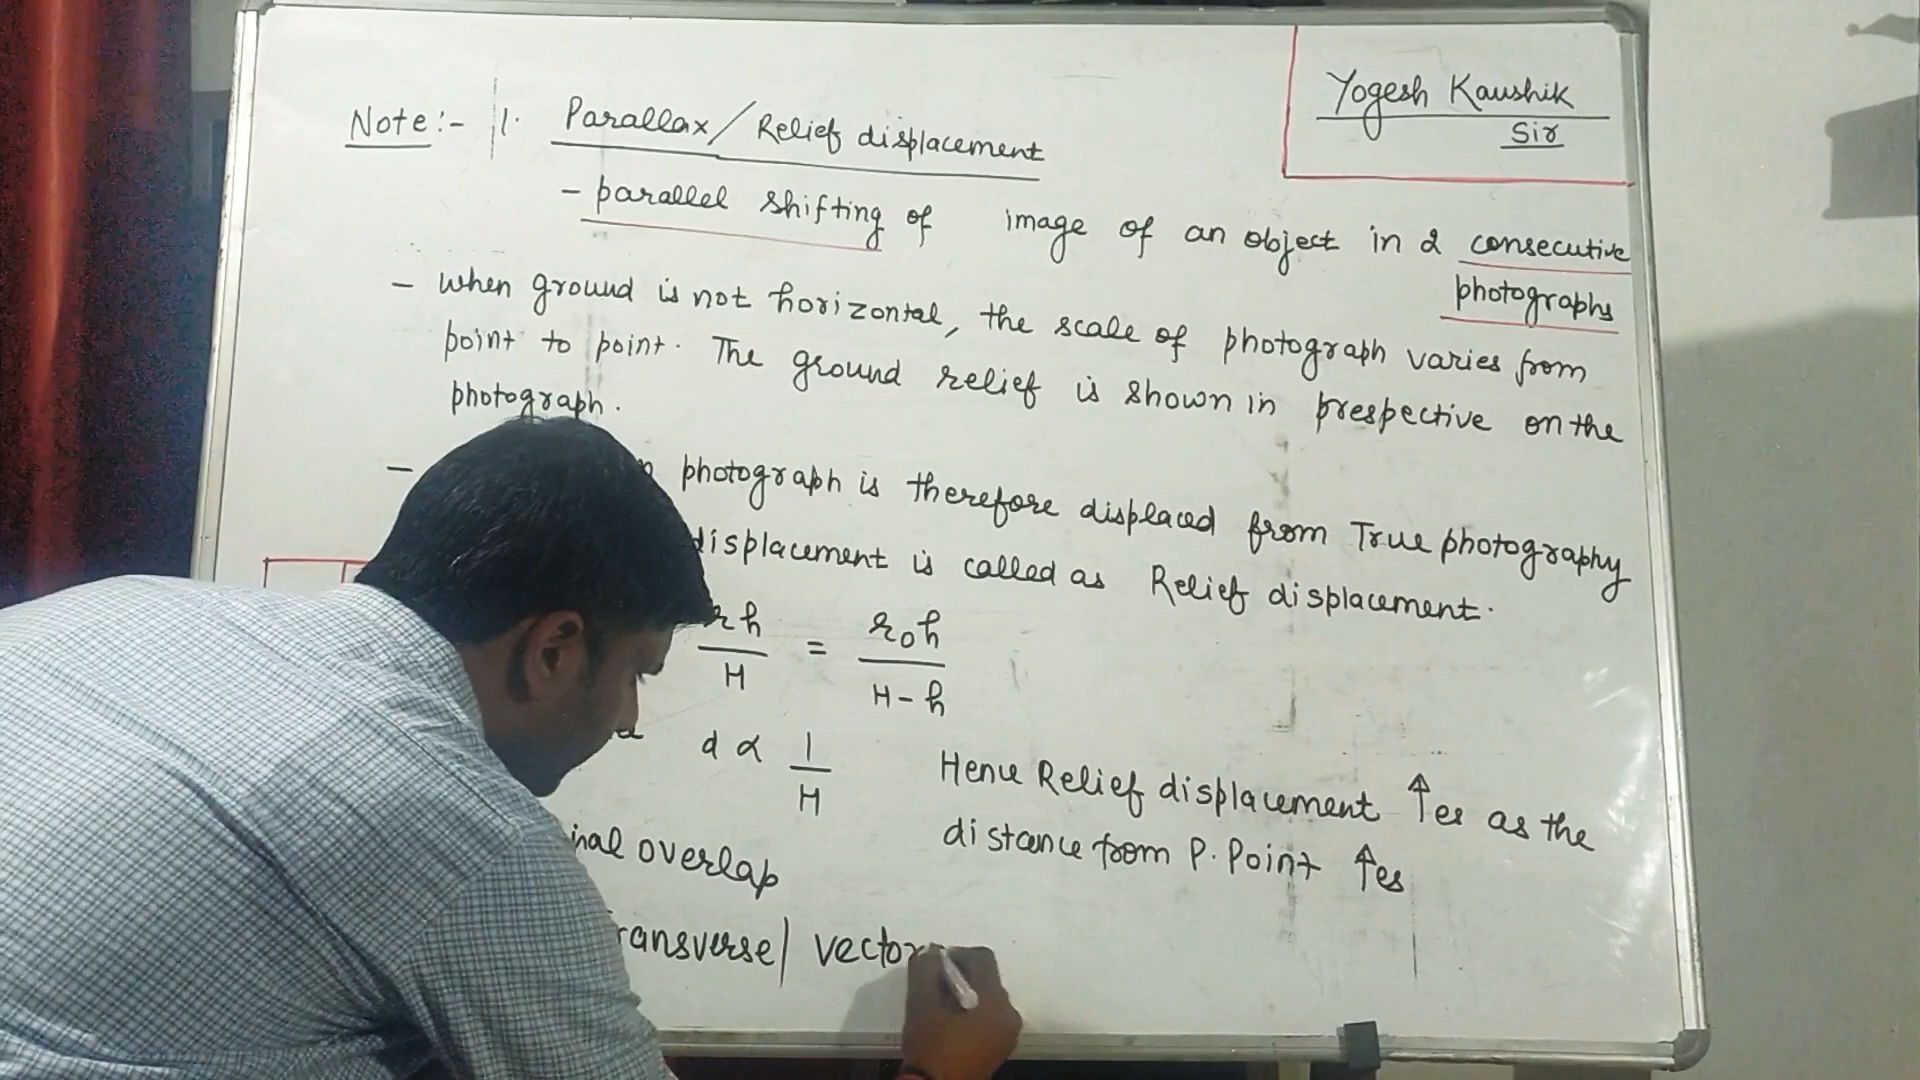 Yogesh Kaushik
Sir
Note:- 1. Parallax/Relief displacement
- parallel shifting of image of an object in 2 consecutive
photographs
- when ground is not horizontal, the scale of photograph varies from
point to point. The ground relief is shown in prespective on the
photograph.
- photograph is therefore displaced from True photography
displacement is called as Relief displacement.
rh / H = r₀h / H-h
d ∝ 1 / H
Hence Relief displacement ↑es as the
distance from P. Point ↑es
overlap
vector